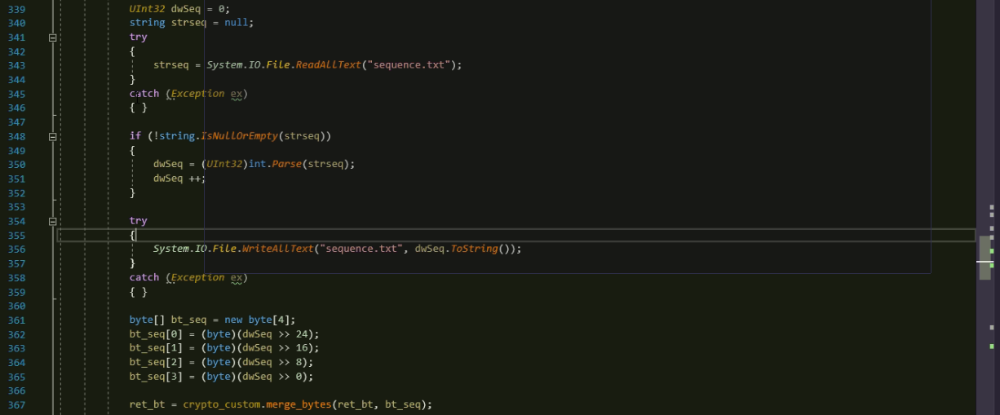 339 UInt32 dwSeq = 0;
340 string strseq = null;
341 try
342 {
343 strseq = System.IO.File.ReadAllText("sequence.txt");
344 }
345 catch (Exception ex)
346 { }
347
348 if (!string.IsNullOrEmpty(strseq))
349 {
350 dwSeq = (UInt32)int.Parse(strseq);
351 dwSeq ++;
352 }
353
354 try
355 {
356 System.IO.File.WriteAllText("sequence.txt", dwSeq.ToString());
357 }
358 catch (Exception ex)
359 { }
360
361 byte[] bt_seq = new byte[4];
362 bt_seq[0] = (byte)(dwSeq >> 24);
363 bt_seq[1] = (byte)(dwSeq >> 16);
364 bt_seq[2] = (byte)(dwSeq >> 8);
365 bt_seq[3] = (byte)(dwSeq >> 0);
366
367 ret_bt = crypto_custom.merge_bytes(ret_bt, bt_seq);